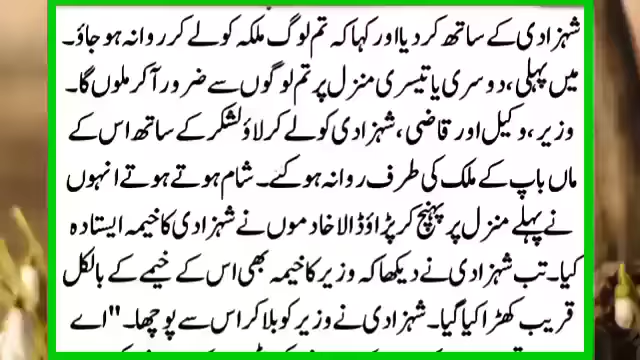 شہزادی کے ساتھ کر دیا اور کہا کہ تم لوگ ملکہ کو لے کر روانہ ہو جاؤ۔
میں پہلی، دوسری یا تیسری منزل پر تم لوگوں سے ضرور آ کر ملوں گا۔
وزیر، وکیل اور قاضی، شہزادی کو لے کر لاؤ لشکر کے ساتھ اس کے
ماں باپ کے ملک کی طرف روانہ ہو گئے۔ شام ہوتے ہوتے انہوں
نے پہلے منزل پر پہنچ کر پڑاؤ ڈالا خادموں نے شہزادی کا خیمہ ایستادہ
کیا۔ تب شہزادی نے دیکھا کہ وزیر کا خیمہ بھی اس کے خیمے کے بالکل
قریب کھڑا کیا گیا۔ شہزادی نے وزیر کو بلا کر اس سے پوچھا۔ "اے